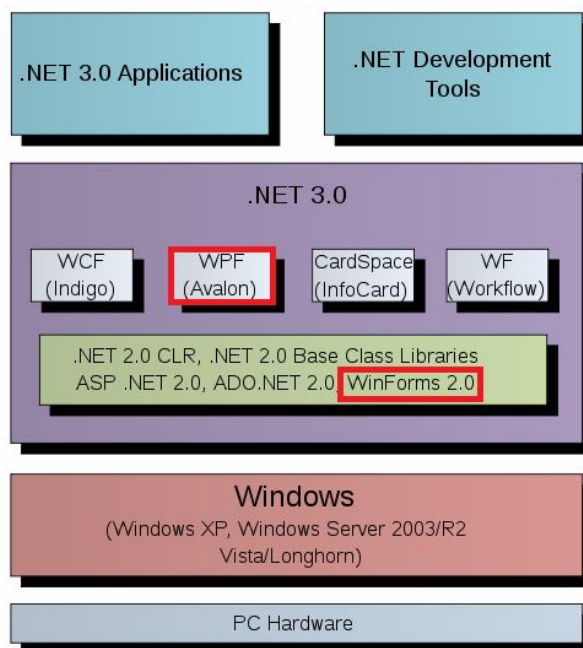 .NET 3.0 Applications
.NET Development
Tools
.NET 3.0
WCF
(Indigo)
WPF
(Avalon)
CardSpace
(InfoCard)
WF
(Workflow)
.NET 2.0 CLR, .NET 2.0 Base Class Libraries
ASP .NET 2.0, ADO.NET 2.0, WinForms 2.0
Windows
(Windows XP, Windows Server 2003/R2
Vista/Longhorn)
PC Hardware